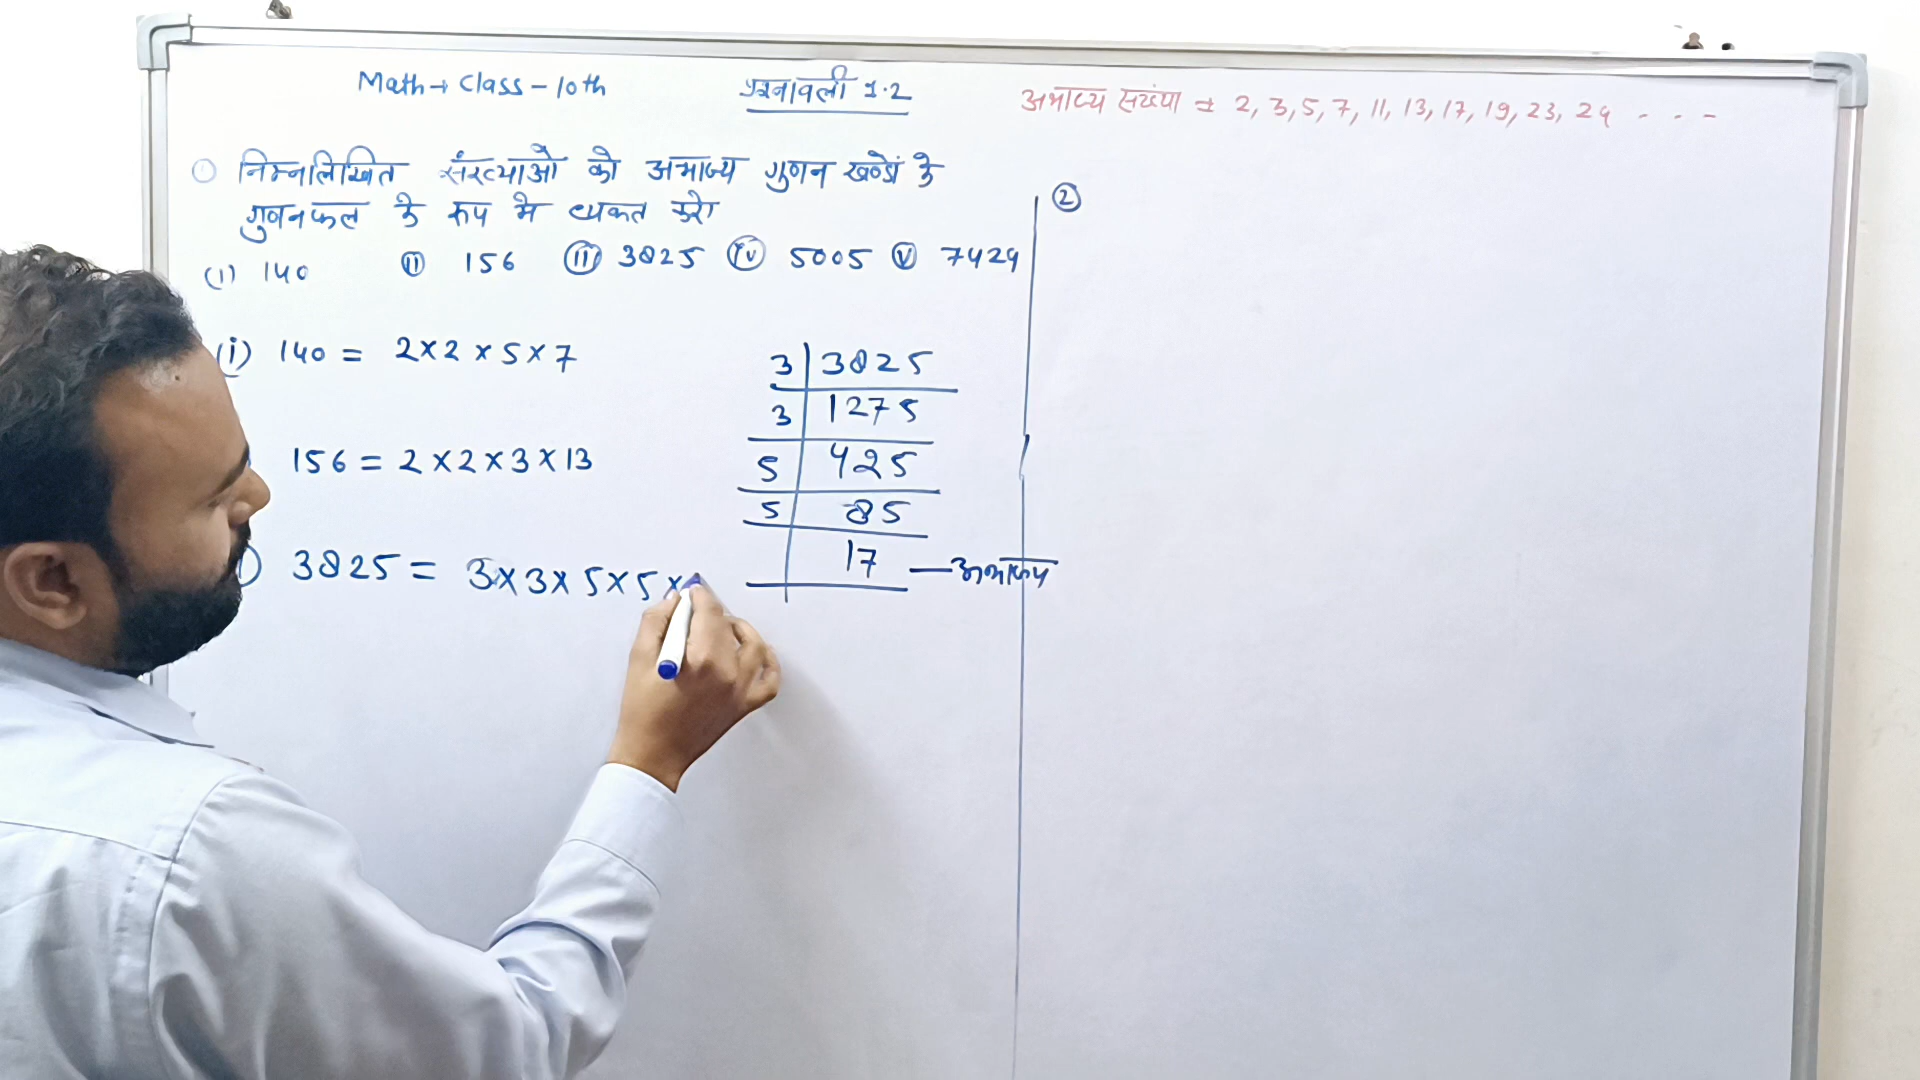 Math → Class - 10th
प्रश्नावली 1.2
अभाज्य संख्या = 2, 3, 5, 7, 11, 13, 17, 19, 23, 29 - - -
① निम्नलिखित संख्याओ को अभाज्य गुणन खण्डों के
गुणनफल के रूप मे व्यक्त करो
(i) 140 (ii) 156 (iii) 3825 (iv) 5005 (v) 7429
(i) 140 = 2×2×5×7
156 = 2×2×3×13
3825 = 3×3×5×5×
3 | 3825
3 | 1275
5 | 425
5 | 85
17 — अभाज्य
②